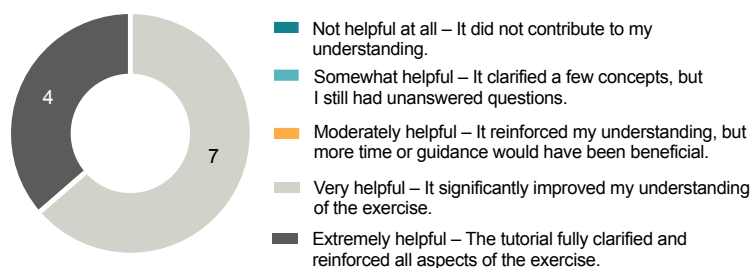 Not helpful at all – It did not contribute to my
understanding.
Somewhat helpful – It clarified a few concepts, but
I still had unanswered questions.
4
Moderately helpful – It reinforced my understanding, but
more time or guidance would have been beneficial.
7
Very helpful – It significantly improved my understanding
of the exercise.
Extremely helpful – The tutorial fully clarified and
reinforced all aspects of the exercise.